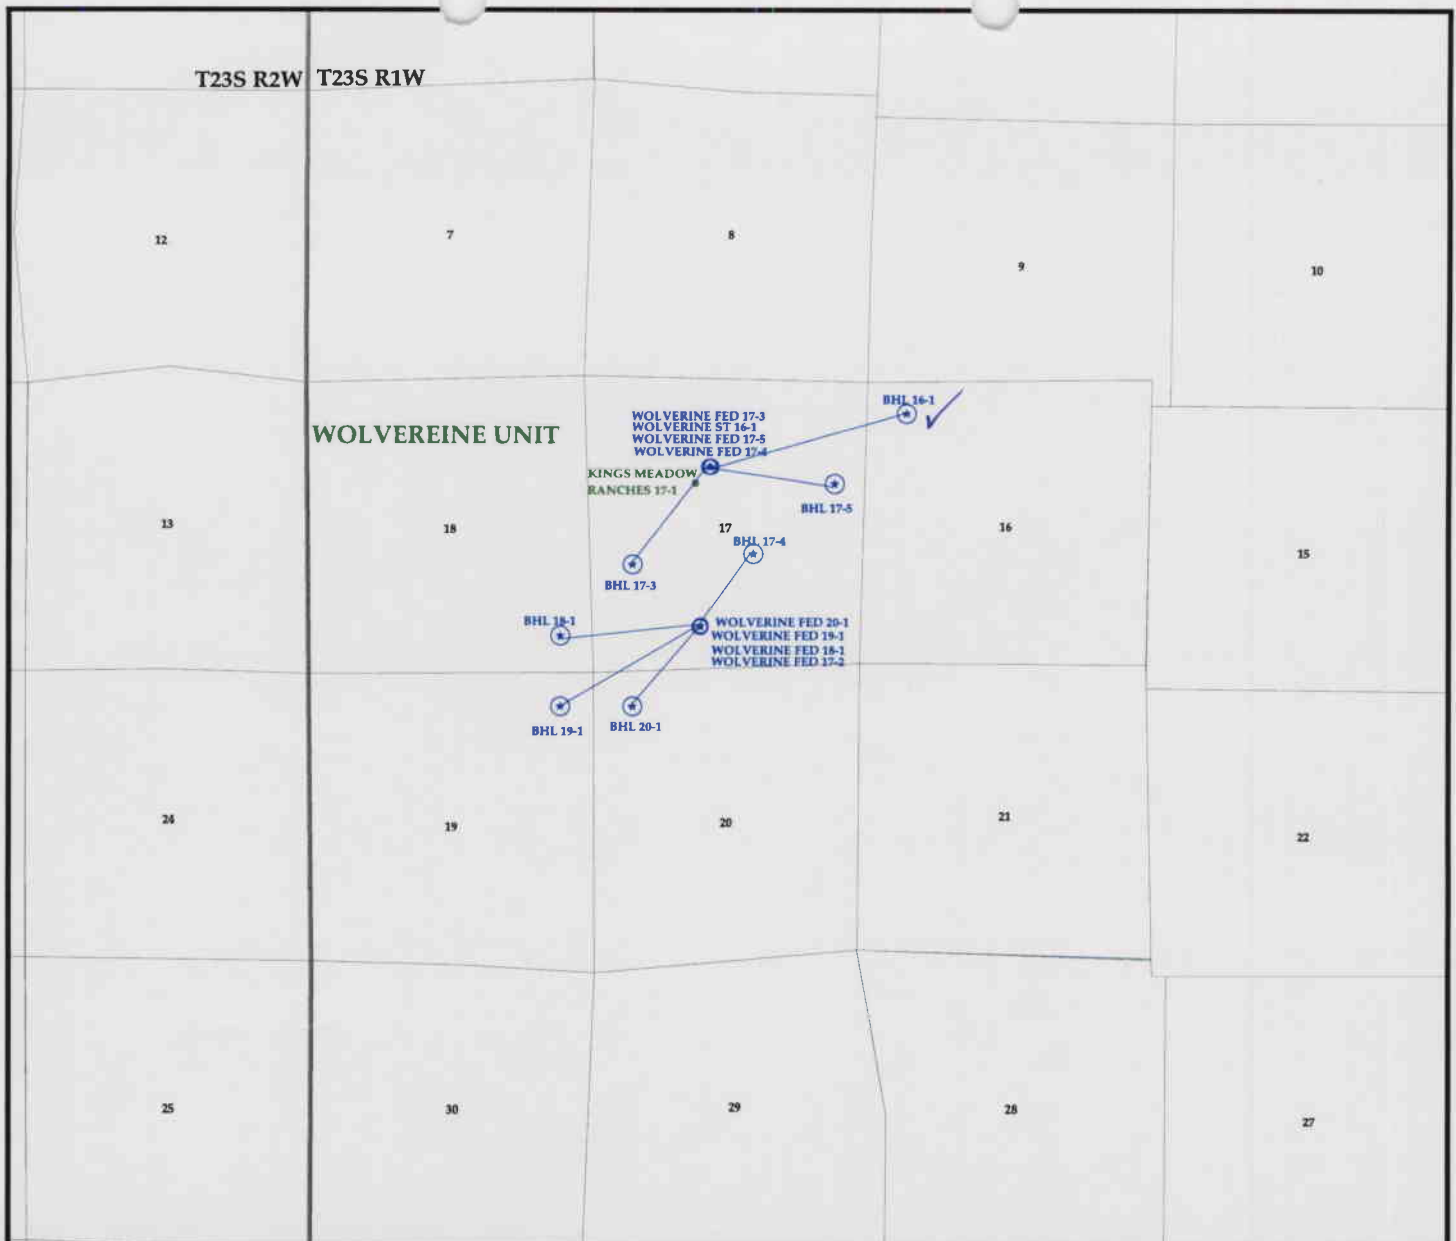 T23S R2W
T23S R1W
12
7
8
9
10
WOLVEREINE UNIT
WOLVERINE FED 17-3
WOLVERINE ST 16-1
WOLVERINE FED 17-5
WOLVERINE FED 17-4
BHL 16-1
KINGS MEADOW
RANCHES 17-1
BHL 17-5
13
18
17
16
15
BHL 17-4
BHL 17-3
BHL 18-1
WOLVERINE FED 20-1
WOLVERINE FED 19-1
WOLVERINE FED 18-1
WOLVERINE FED 17-2
BHL 19-1
BHL 20-1
24
19
20
21
22
25
30
29
28
27